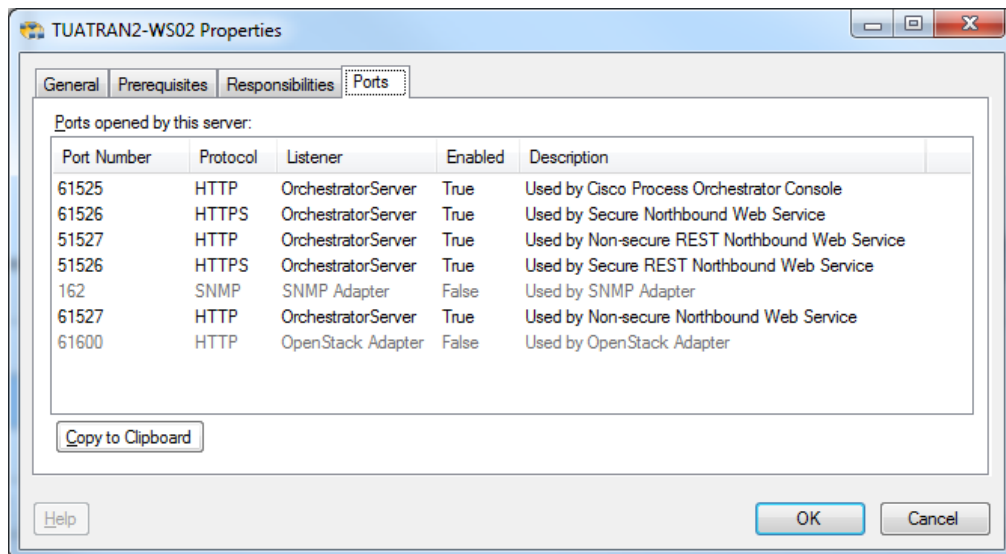 TUATRAN2-WS02 Properties
General Prerequisites Responsibilities Ports
Ports opened by this server:
Port Number Protocol Listener Enabled Description
61525 HTTP OrchestratorServer True Used by Cisco Process Orchestrator Console
61526 HTTPS OrchestratorServer True Used by Secure Northbound Web Service
51527 HTTP OrchestratorServer True Used by Non-secure REST Northbound Web Service
51526 HTTPS OrchestratorServer True Used by Secure REST Northbound Web Service
162 SNMP SNMP Adapter False Used by SNMP Adapter
61527 HTTP OrchestratorServer True Used by Non-secure Northbound Web Service
61600 HTTP OpenStack Adapter False Used by OpenStack Adapter
Copy to Clipboard
Help OK Cancel